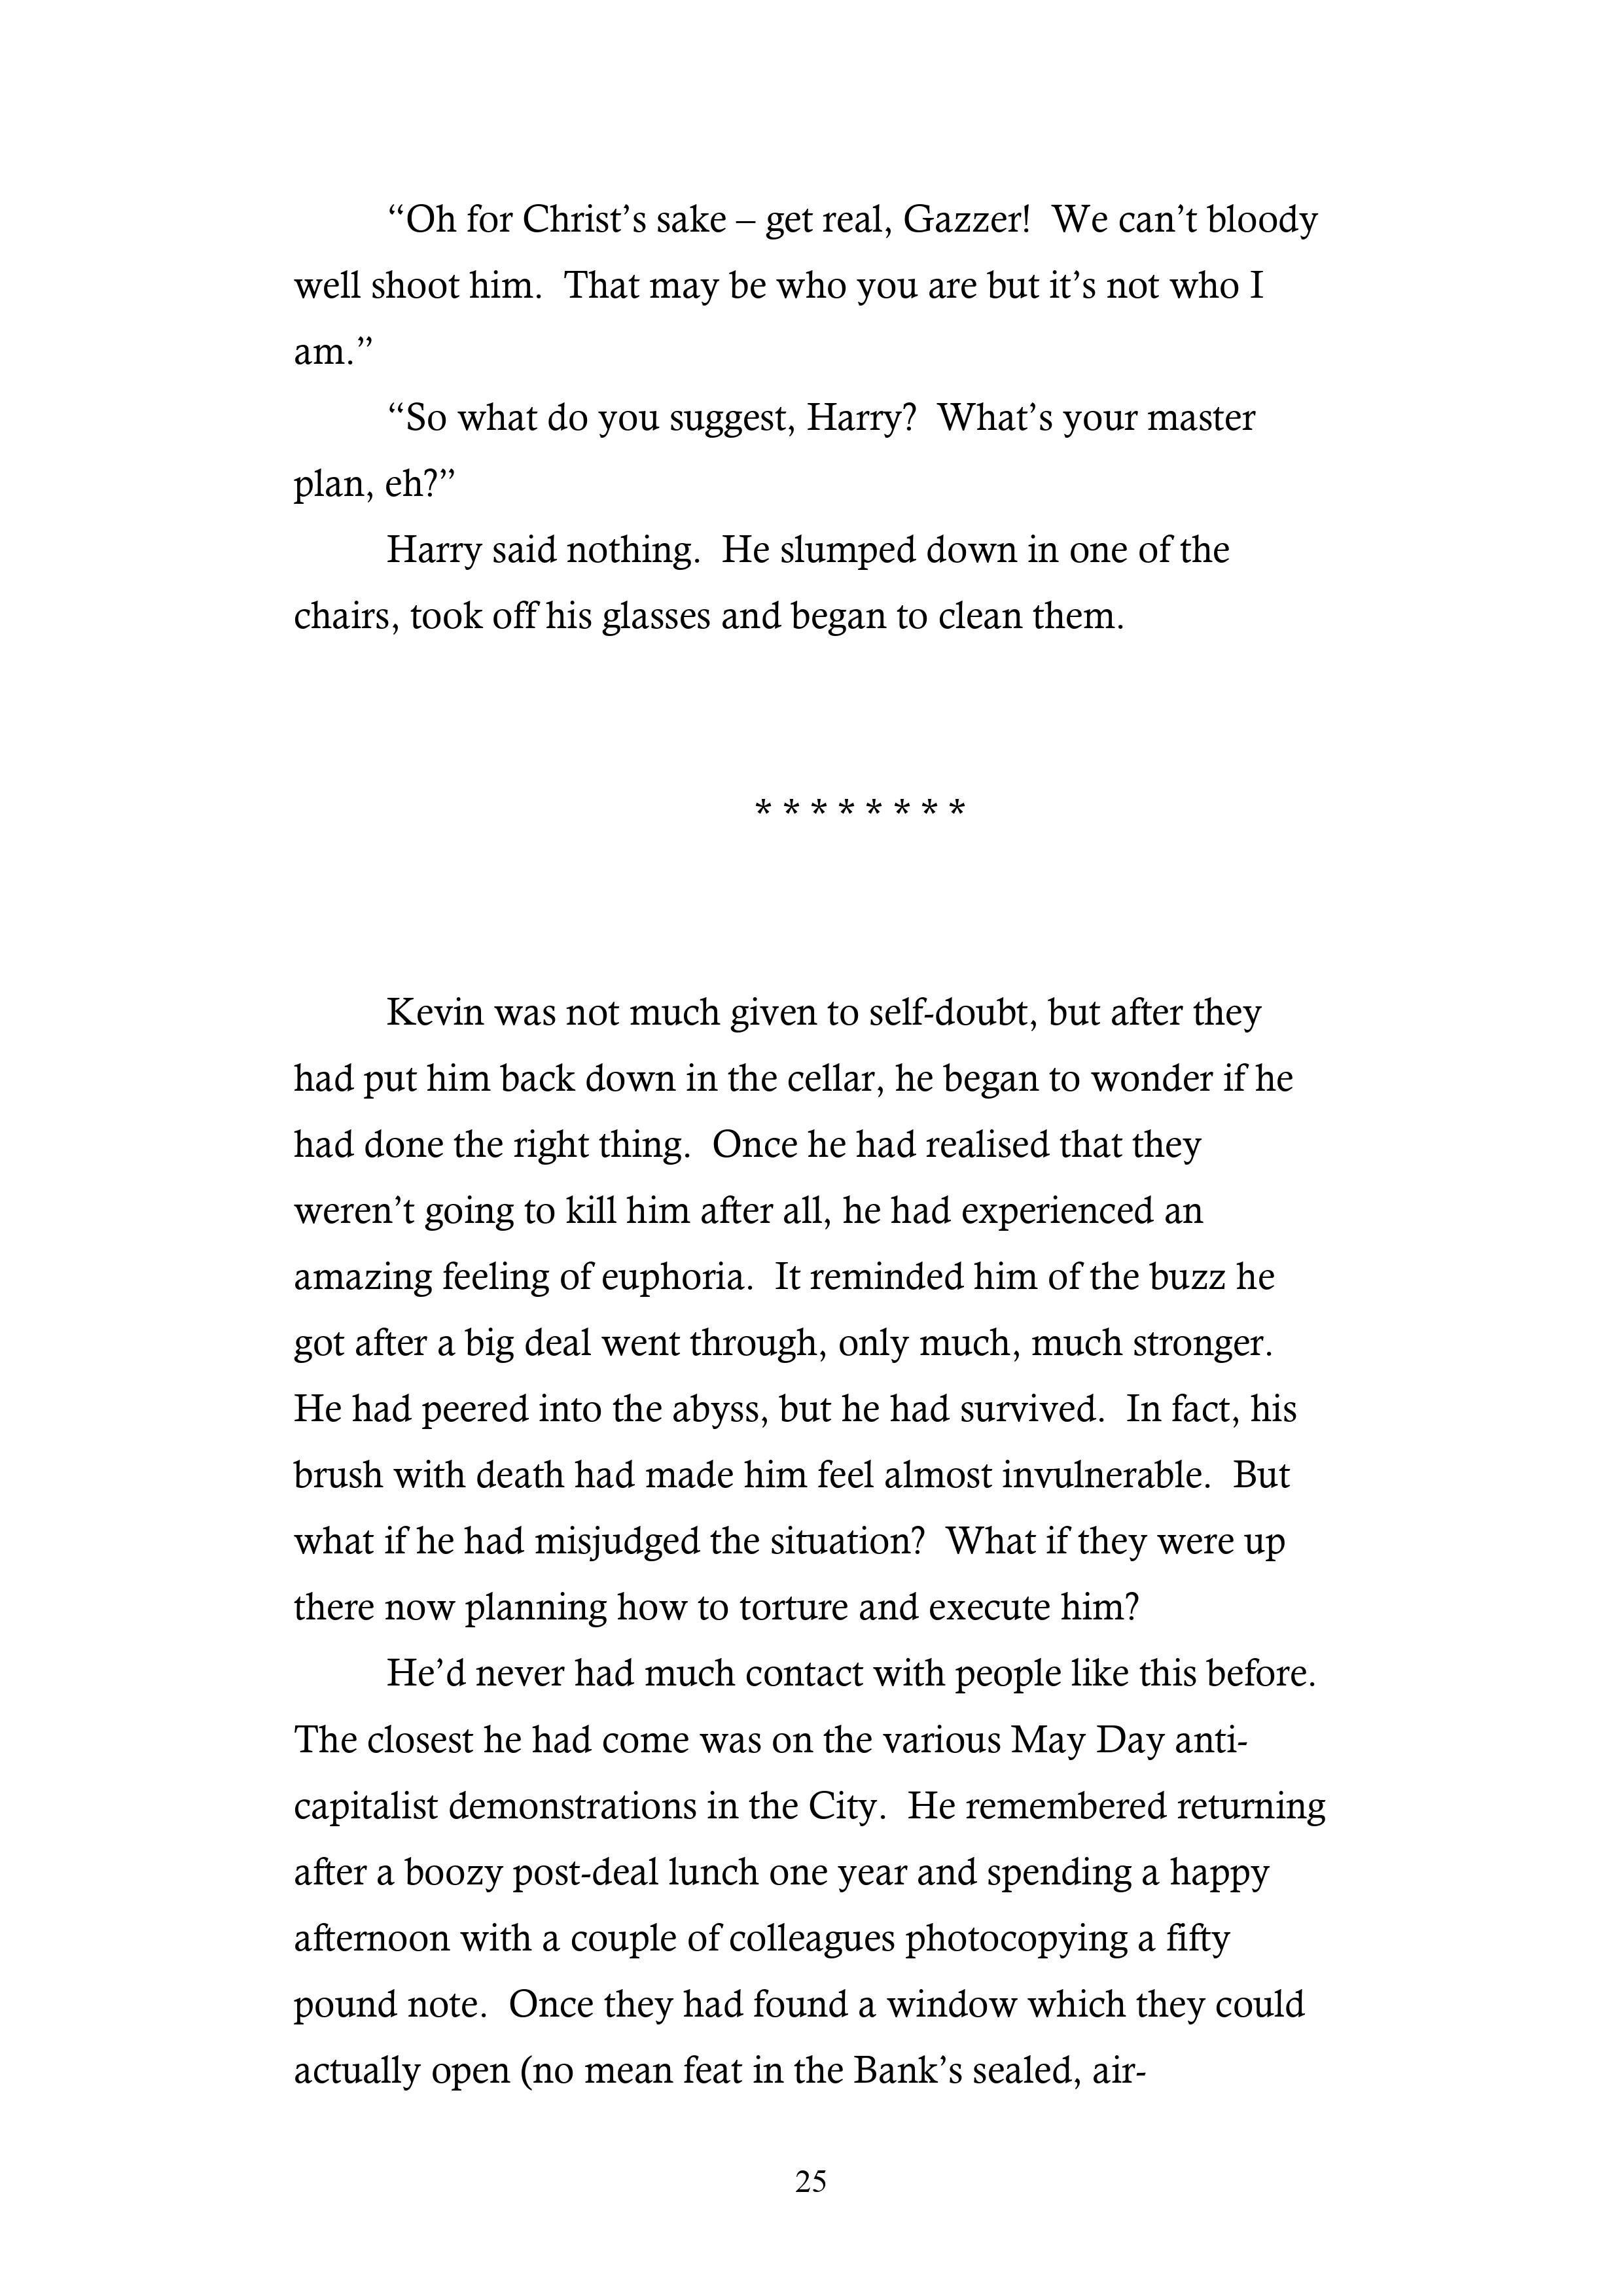 “Oh for Christ’s sake – get real, Gazzer!  We can’t bloody
well shoot him.  That may be who you are but it’s not who I
am.”
“So what do you suggest, Harry?  What’s your master
plan, eh?”
Harry said nothing.  He slumped down in one of the
chairs, took off his glasses and began to clean them.
* * * * * * * *
Kevin was not much given to self-doubt, but after they
had put him back down in the cellar, he began to wonder if he
had done the right thing.  Once he had realised that they
weren’t going to kill him after all, he had experienced an
amazing feeling of euphoria.  It reminded him of the buzz he
got after a big deal went through, only much, much stronger.
He had peered into the abyss, but he had survived.  In fact, his
brush with death had made him feel almost invulnerable.  But
what if he had misjudged the situation?  What if they were up
there now planning how to torture and execute him?
He’d never had much contact with people like this before.
The closest he had come was on the various May Day anti-
capitalist demonstrations in the City.  He remembered returning
after a boozy post-deal lunch one year and spending a happy
afternoon with a couple of colleagues photocopying a fifty
pound note.  Once they had found a window which they could
actually open (no mean feat in the Bank’s sealed, air-
25